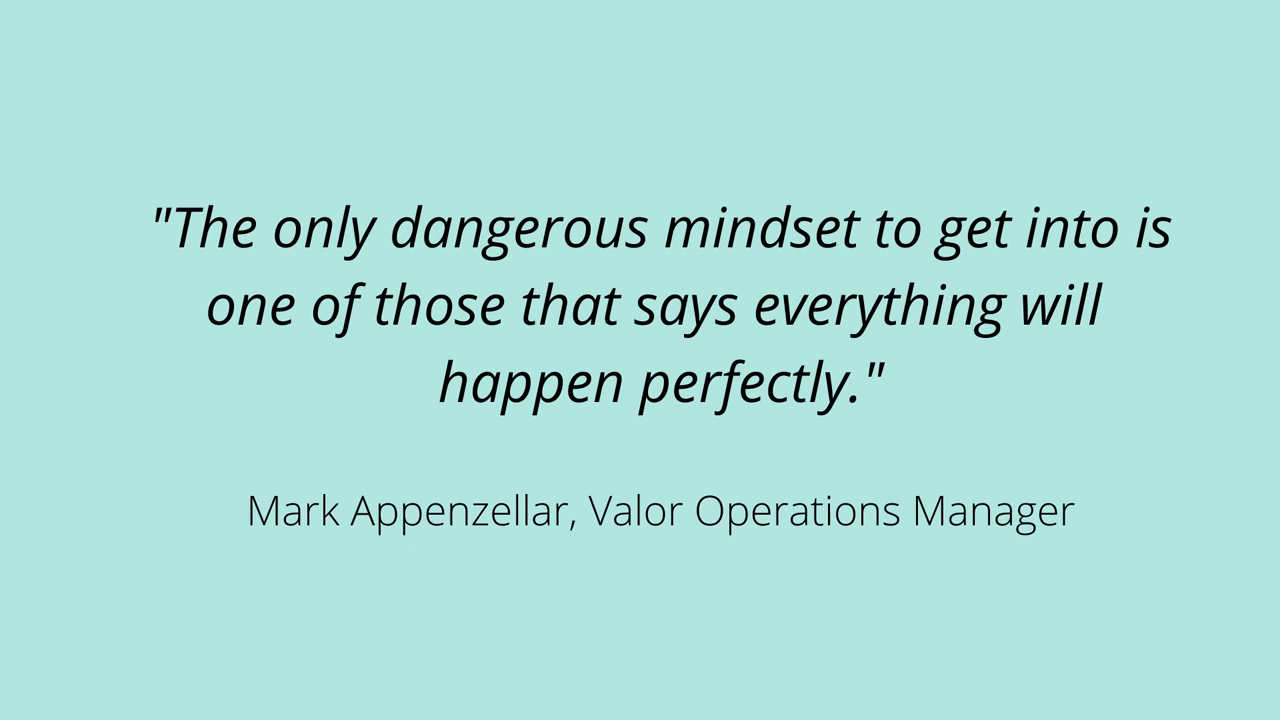 "The only dangerous mindset to get into is
one of those that says everything will
happen perfectly."
Mark Appenzellar, Valor Operations Manager